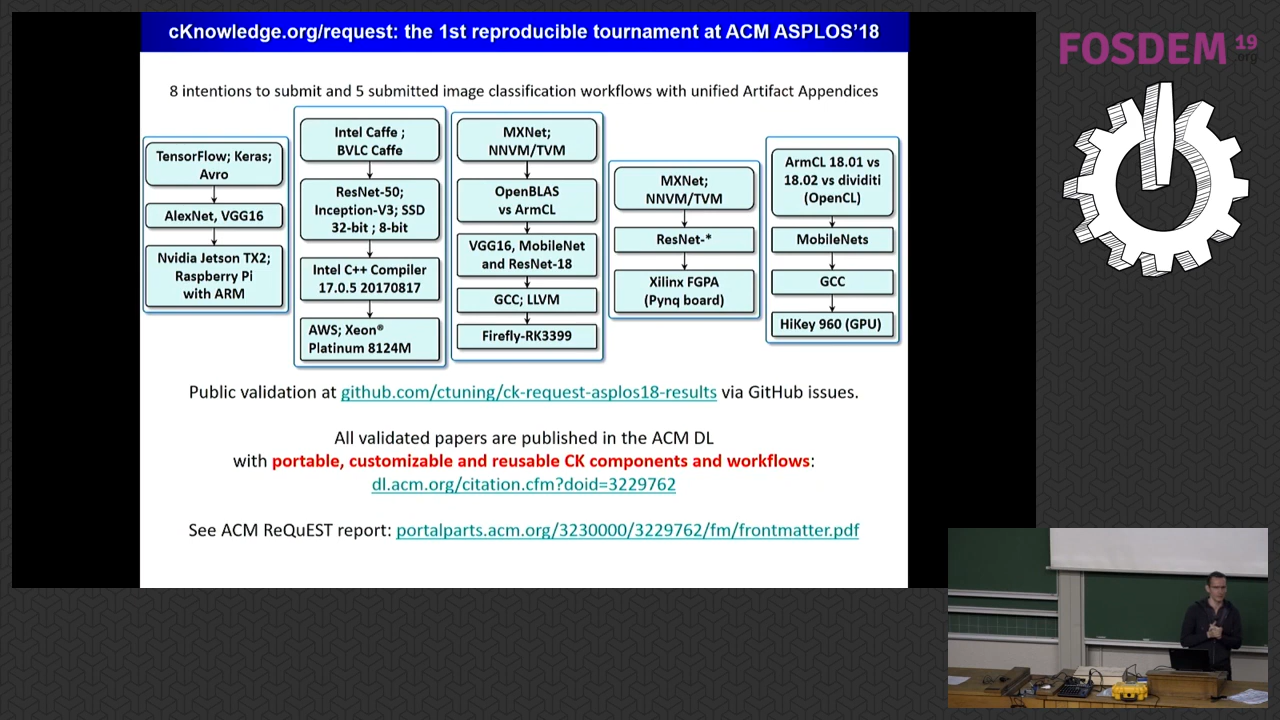 cKnowledge.org/request: the 1st reproducible tournament at ACM ASPLOS'18
FOSDEM 19
.org
8 intentions to submit and 5 submitted image classification workflows with unified Artifact Appendices
TensorFlow; Keras;
Avro
AlexNet, VGG16
Nvidia Jetson TX2;
Raspberry Pi
with ARM
Intel Caffe ;
BVLC Caffe
ResNet-50;
Inception-V3; SSD
32-bit ; 8-bit
Intel C++ Compiler
17.0.5 20170817
AWS; Xeon®
Platinum 8124M
MXNet;
NNVM/TVM
OpenBLAS
vs ArmCL
VGG16, MobileNet
and ResNet-18
GCC; LLVM
Firefly-RK3399
MXNet;
NNVM/TVM
ResNet-*
Xilinx FGPA
(Pynq board)
ArmCL 18.01 vs
18.02 vs dividiti
(OpenCL)
MobileNets
GCC
HiKey 960 (GPU)
Public validation at github.com/ctuning/ck-request-asplos18-results via GitHub issues.
All validated papers are published in the ACM DL
with portable, customizable and reusable CK components and workflows:
dl.acm.org/citation.cfm?doid=3229762
See ACM ReQuEST report: portalparts.acm.org/3230000/3229762/fm/frontmatter.pdf